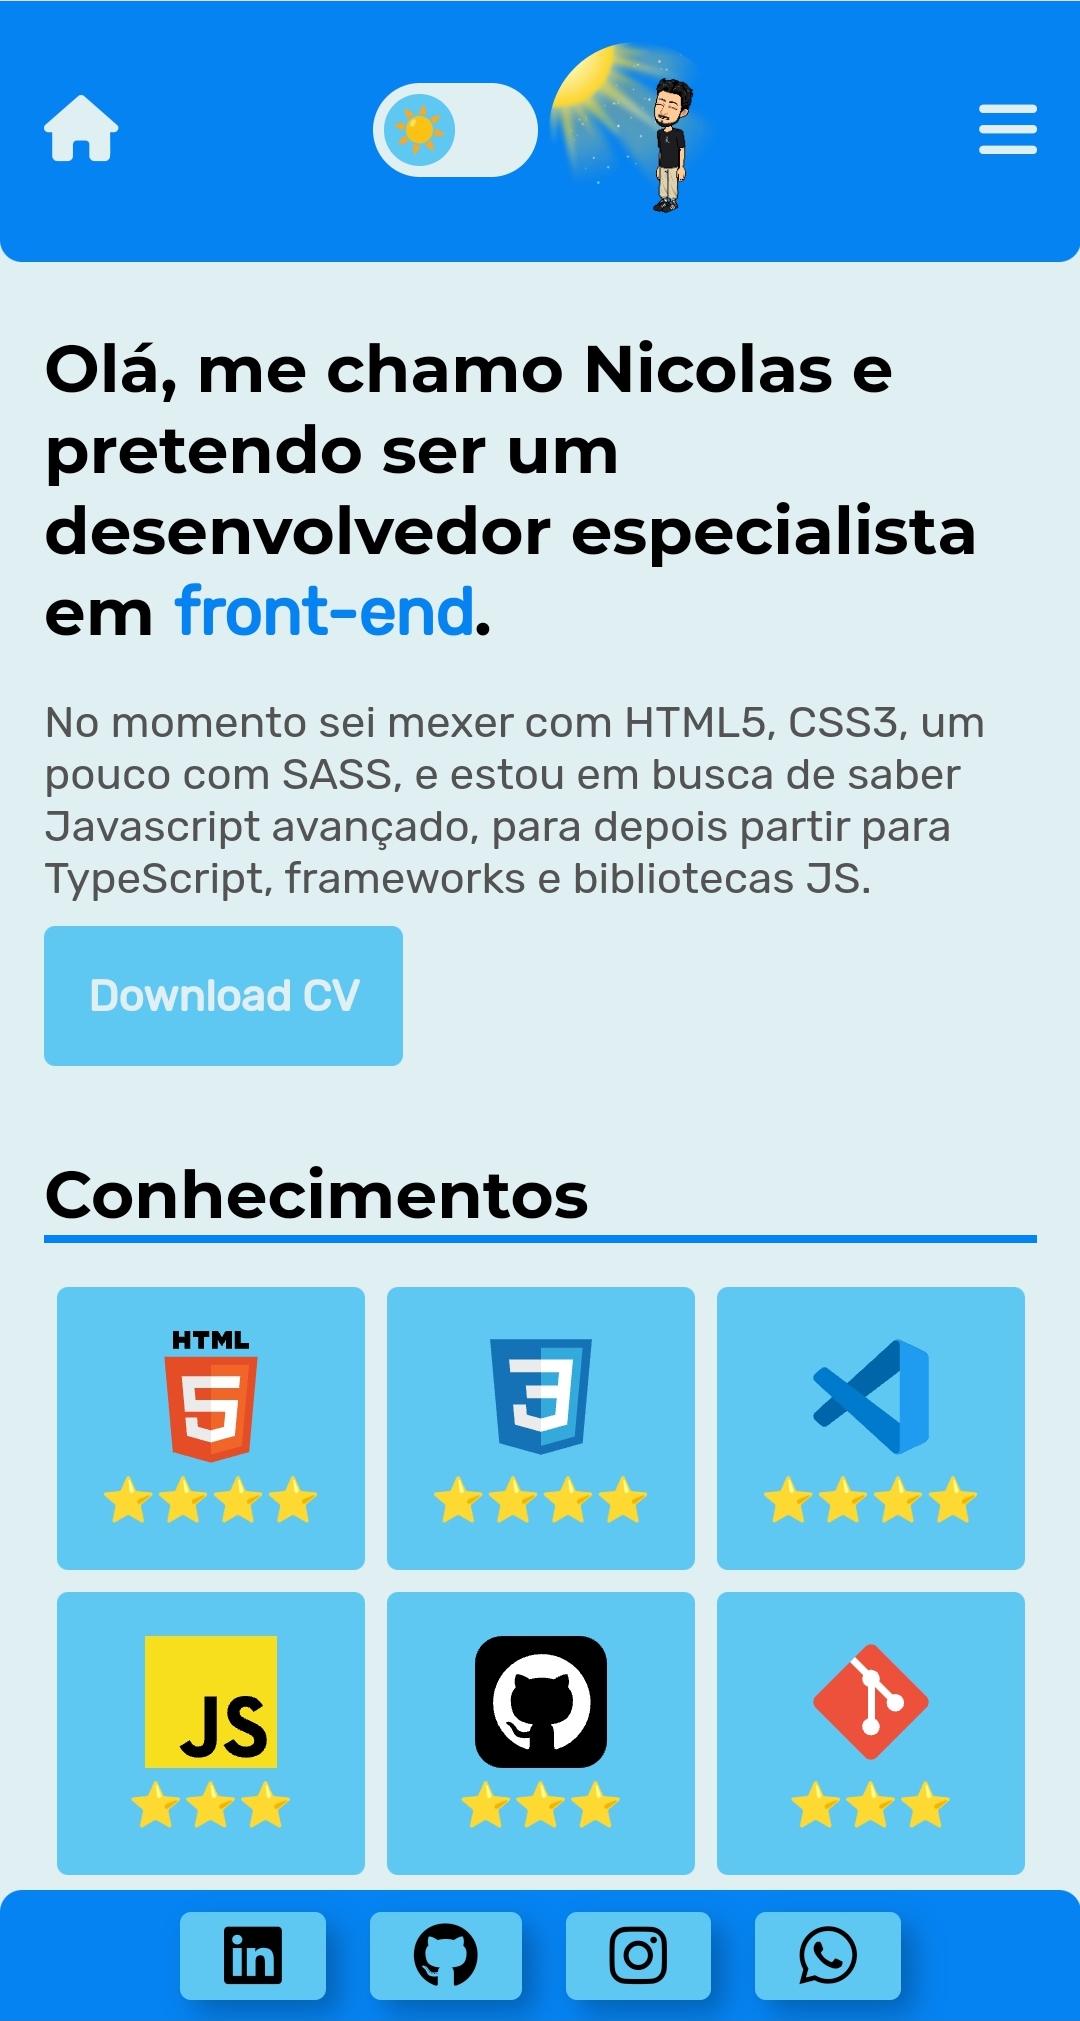 Olá, me chamo Nicolas e
pretendo ser um
desenvolvedor especialista
em front-end.
No momento sei mexer com HTML5, CSS3, um
pouco com SASS, e estou em busca de saber
Javascript avançado, para depois partir para
TypeScript, frameworks e bibliotecas JS.
Download CV
Conhecimentos
HTML
5
3
JS
in